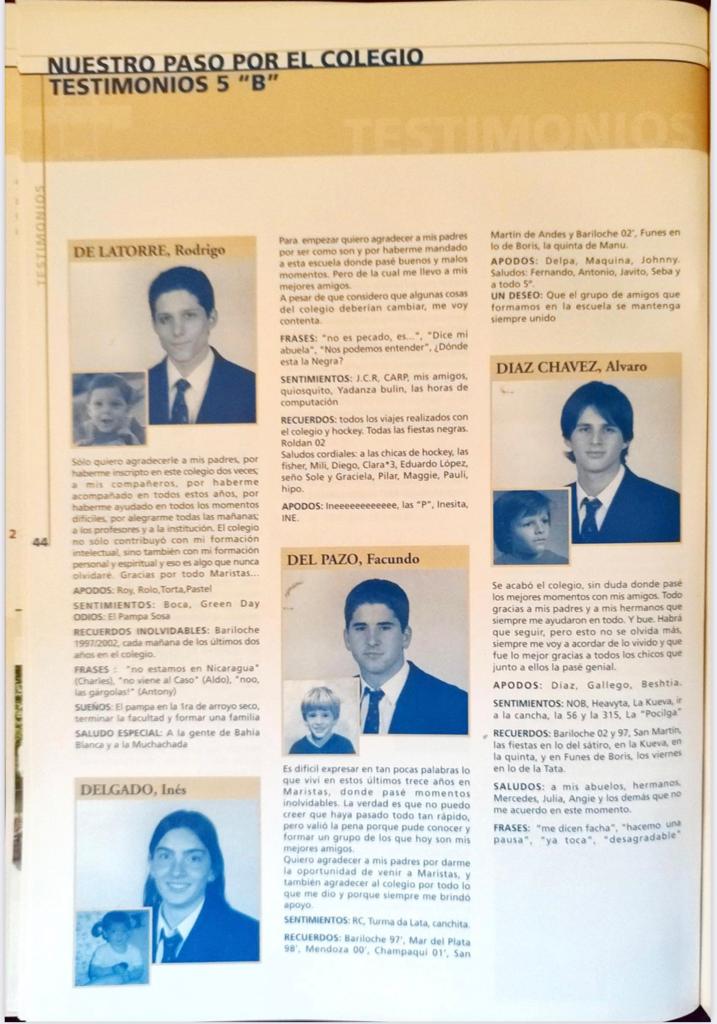 NUESTRO PASO POR EL COLEGIO
TESTIMONIOS 5 "B"
TESTIMONIOS
TESTIMONIOS
2
44
DE LATORRE, Rodrigo
Sólo quiero agradecerle a mis padres, por
haberme inscripto en este colegio dos veces;
a mis compañeros, por haberme
acompañado en todos estos años, por
haberme ayudado en todos los momentos
difíciles, por alegrarme todas las mañanas;
a los profesores y a la institución. El colegio
no sólo contribuyó con mi formación
intelectual, sino también con mi formación
personal y espiritual y eso es algo que nunca
olvidaré. Gracias por todo Maristas...
APODOS: Roy, Rolo,Torta,Pastel
SENTIMIENTOS: Boca, Green Day
ODIOS: El Pampa Sosa
RECUERDOS INOLVIDABLES: Bariloche
1997/2002, cada mañana de los últimos dos
años en el colegio.
FRASES : "no estamos en Nicaragua"
(Charles), "no viene al Caso" (Aldo), "noo,
las gárgolas!" (Antony)
SUEÑOS: El pampa en la 1ra de arroyo seco,
terminar la facultad y formar una familia
SALUDO ESPECIAL: A la gente de Bahía
Blanca y a la Muchachada
DELGADO, Inés
Para empezar quiero agradecer a mis padres
por ser como son y por haberme mandado
a esta escuela donde pasé buenos y malos
momentos. Pero de la cual me llevo a mis
mejores amigos.
A pesar de que considero que algunas cosas
del colegio deberían cambiar, me voy
contenta.
FRASES: "no es pecado, es...", "Dice mi
abuela", "Nos podemos entender", ¿Dónde
esta la Negra?
SENTIMIENTOS: J.C.R, CARP, mis amigos,
quiosquito, Yadanza bulin, las horas de
computación
RECUERDOS: todos los viajes realizados con
el colegio y hockey. Todas las fiestas negras.
Roldan 02
Saludos cordiales: a las chicas de hockey, las
fisher, Mili, Diego, Clara*3, Eduardo López,
seño Sole y Graciela, Pilar, Maggie, Pauli,
hipo.
APODOS: Ineeeeeeeeeeee, las "P", Inesita,
INE.
DEL PAZO, Facundo
Es difícil expresar en tan pocas palabras lo
que viví en estos últimos trece años en
Maristas, donde pasé momentos
inolvidables. La verdad es que no puedo
creer que haya pasado todo tan rápido,
pero valió la pena porque pude conocer y
formar un grupo de los que hoy son mis
mejores amigos.
Quiero agradecer a mis padres por darme
la oportunidad de venir a Maristas, y
también agradecer al colegio por todo lo
que me dio y porque siempre me brindó
apoyo.
SENTIMIENTOS: RC, Turma da Lata, canchita.
RECUERDOS: Bariloche 97', Mar del Plata
98', Mendoza 00', Champaquí 01', San
Martín de Andes y Bariloche 02', Funes en
lo de Boris, la quinta de Manu.
APODOS: Delpa, Maquina, Johnny.
Saludos: Fernando, Antonio, Javito, Seba y
a todo 5º.
UN DESEO: Que el grupo de amigos que
formamos en la escuela se mantenga
siempre unido
DIAZ CHAVEZ, Alvaro
Se acabó el colegio, sin duda donde pasé
los mejores momentos con mis amigos. Todo
gracias a mis padres y a mis hermanos que
siempre me ayudaron en todo. Y bue. Habrá
que seguir, pero esto no se olvida más,
siempre me voy a acordar de lo vivido y que
fue lo mejor gracias a todos los chicos que
junto a ellos la pasé genial.
APODOS: Díaz, Gallego, Beshtia.
SENTIMIENTOS: NOB, Heavyta, La Kueva, ir
a la cancha, la 56 y la 315, La "Pocilga"
RECUERDOS: Bariloche 02 y 97, San Martín,
las fiestas en lo del sátiro, en la Kueva, en
la quinta, y en Funes de Boris, los viernes
en lo de la Tata.
SALUDOS: a mis abuelos, hermanos,
Mercedes, Julia, Angie y los demás que no
me acuerdo en este momento.
FRASES: "me dicen facha", "hacemo una
pausa", "ya toca", "desagradable"